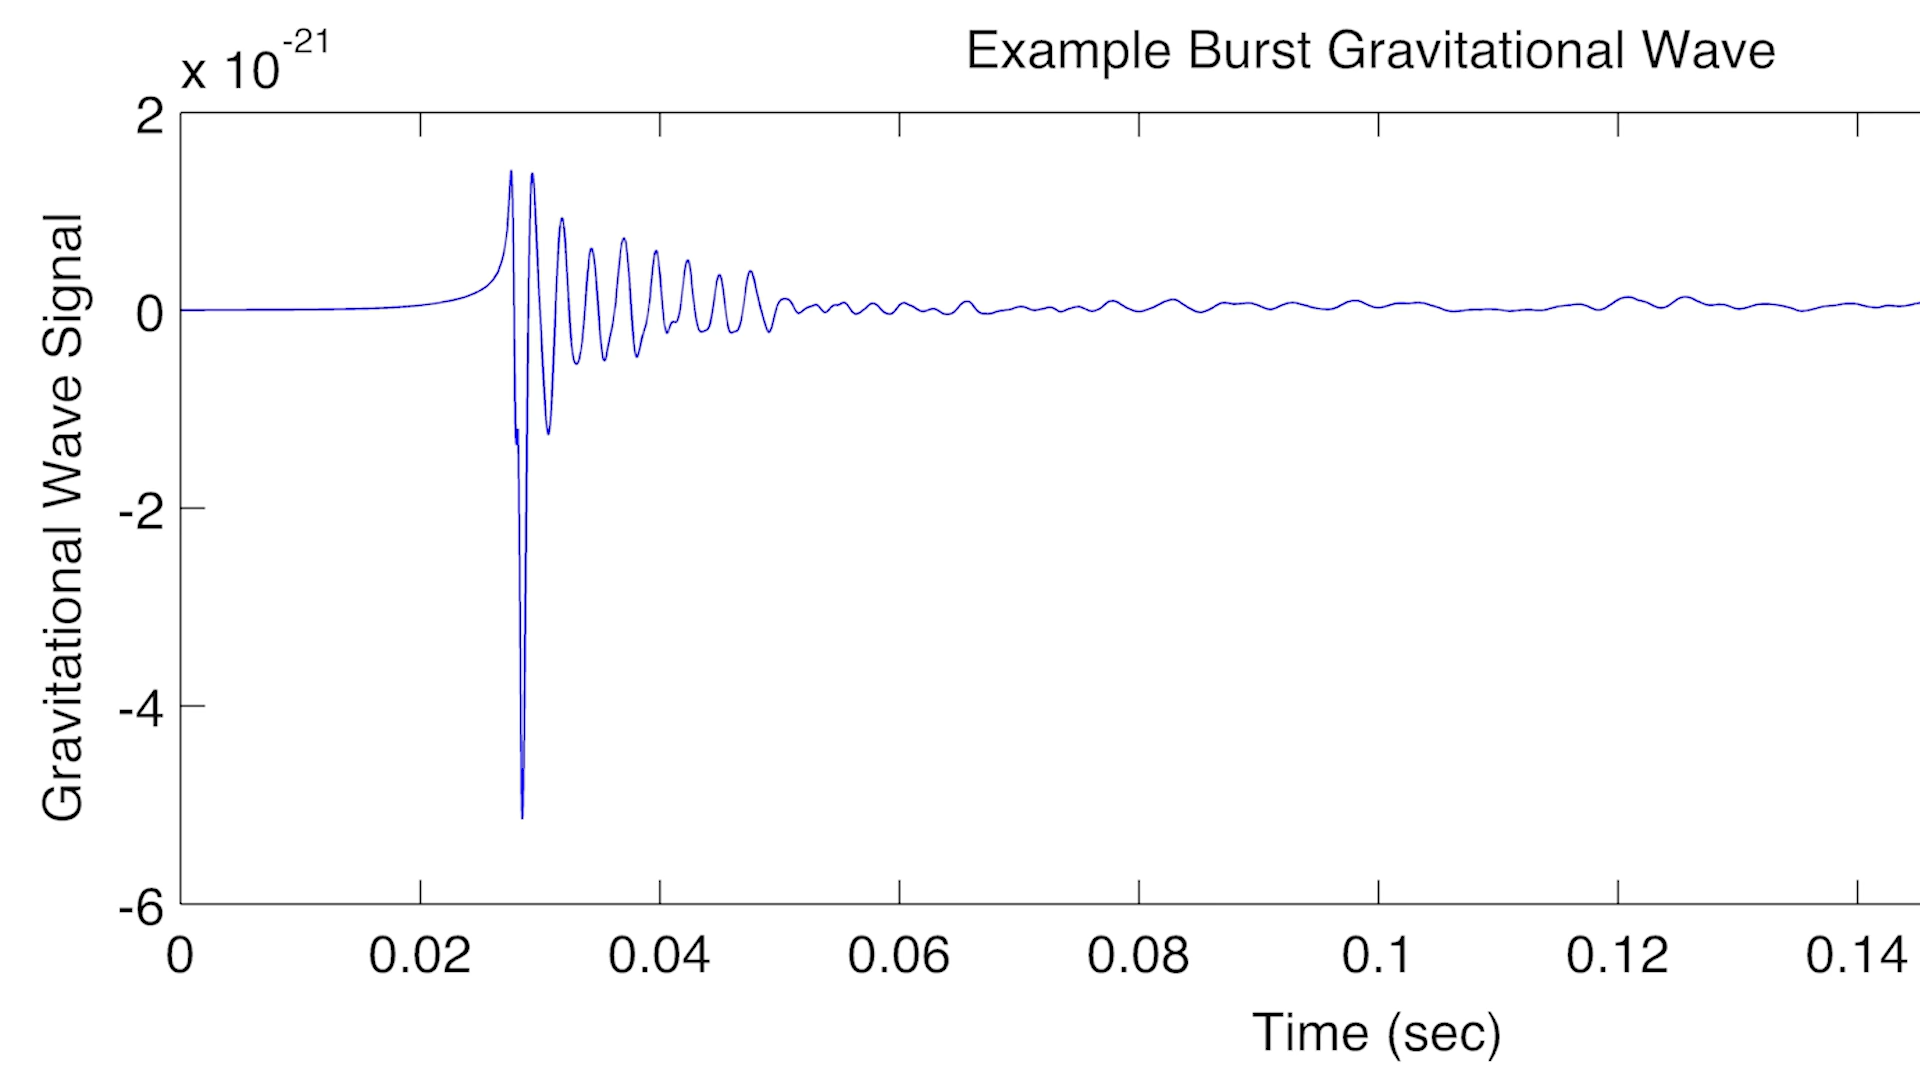 Example Burst Gravitational Wave
x 10^-21
2
0
-2
-4
-6
Gravitational Wave Signal
0 0.02 0.04 0.06 0.08 0.1 0.12 0.14
Time (sec)